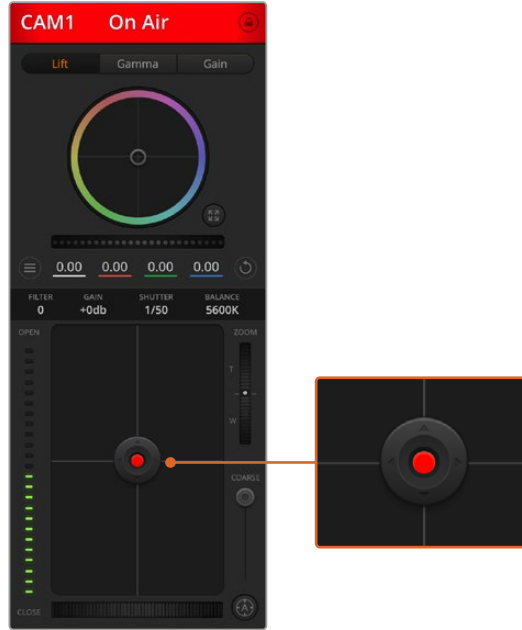 CAM1 On Air
Lift Gamma Gain
0.00 0.00 0.00 0.00
FILTER GAIN SHUTTER BALANCE
0 +0db 1/50 5600K
OPEN ZOOM
T
W
COARSE
CLOSE A